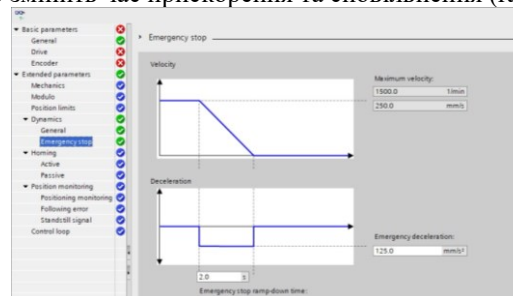 Basic parameters
General
Drive
Encoder
Extended parameters
Mechanics
Modulo
Position limits
Dynamics
General
Emergency stop
Homing
Active
Passive
Position monitoring
Positioning monitoring
Following error
Standstill signal
Control loop
Emergency stop
Velocity
Maximum velocity:
1500.0 1/min
250.0 mm/s
Deceleration
Emergency deceleration:
125.0 mm/s²
2.0 s
Emergency stop ramp-down time: